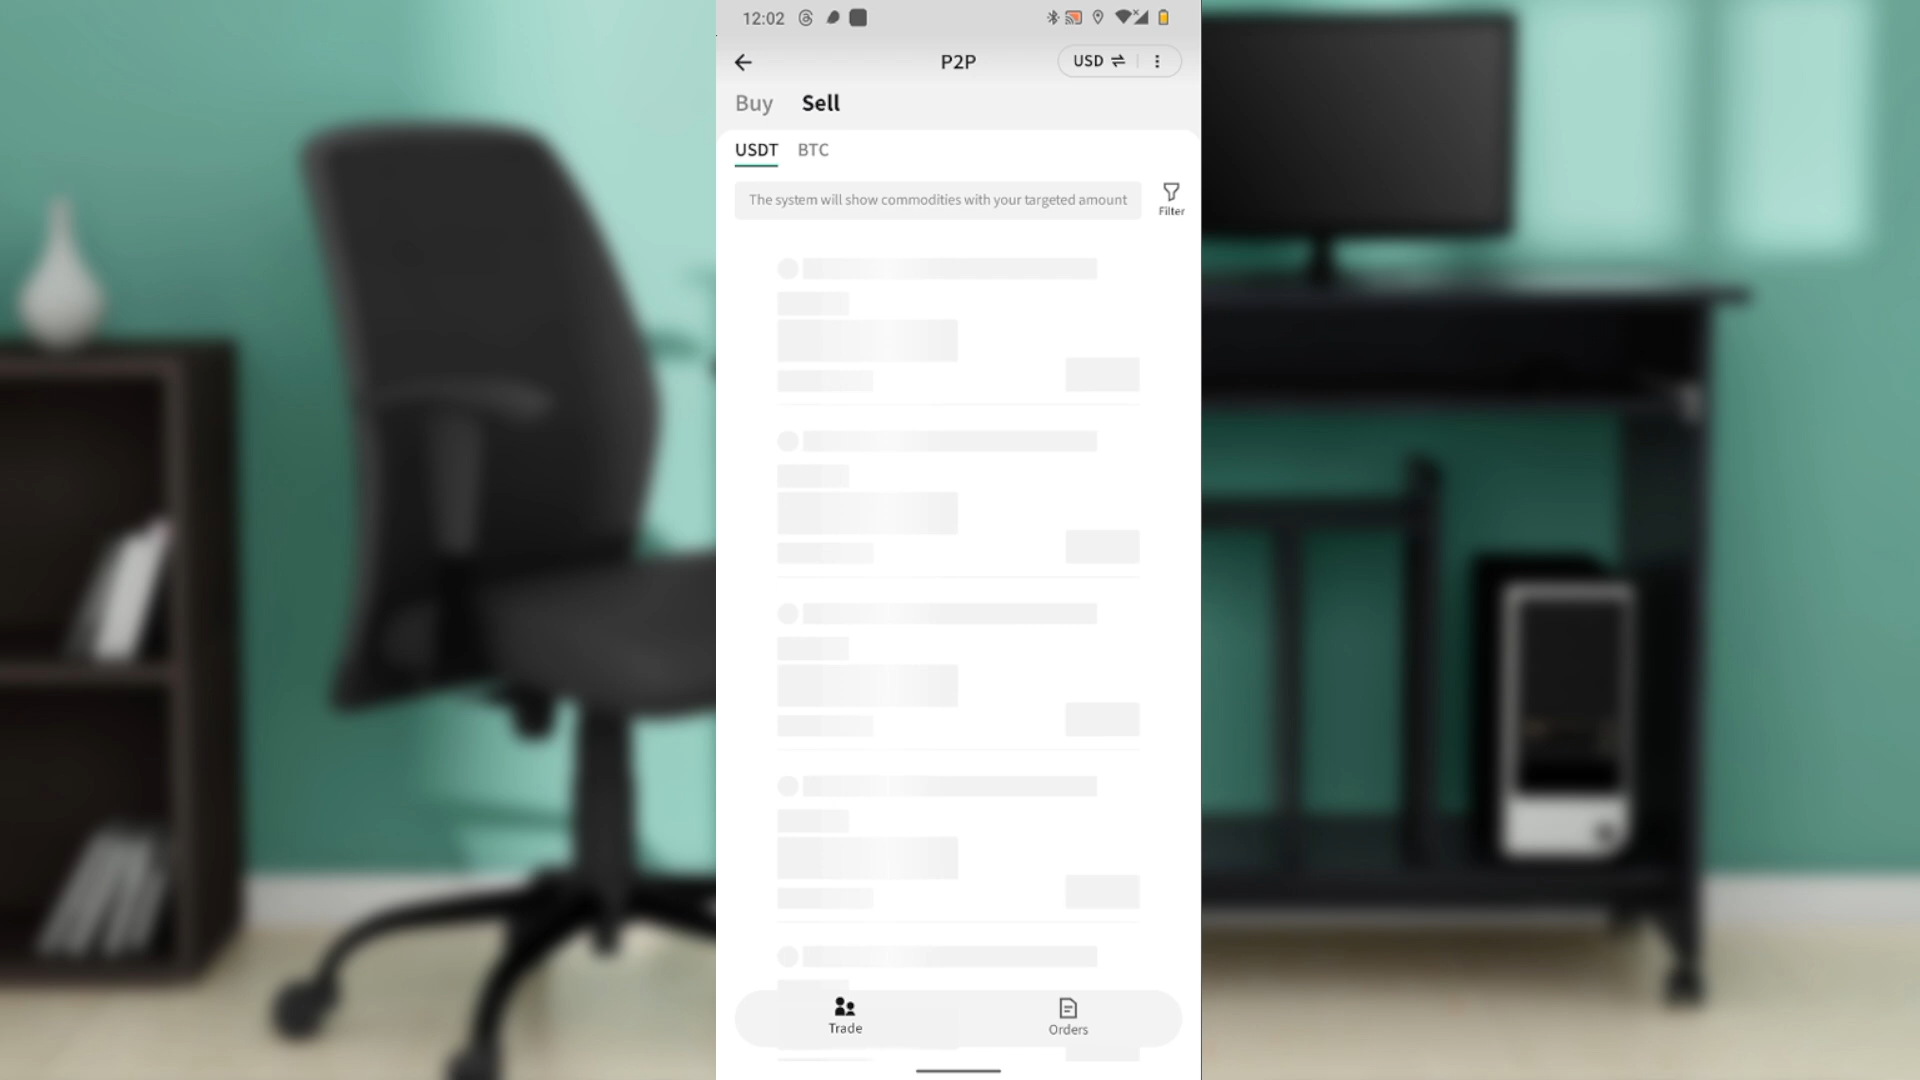 12:02
P2P
USD
Buy Sell
USDT BTC
The system will show commodities with your targeted amount
Filter
Trade
Orders